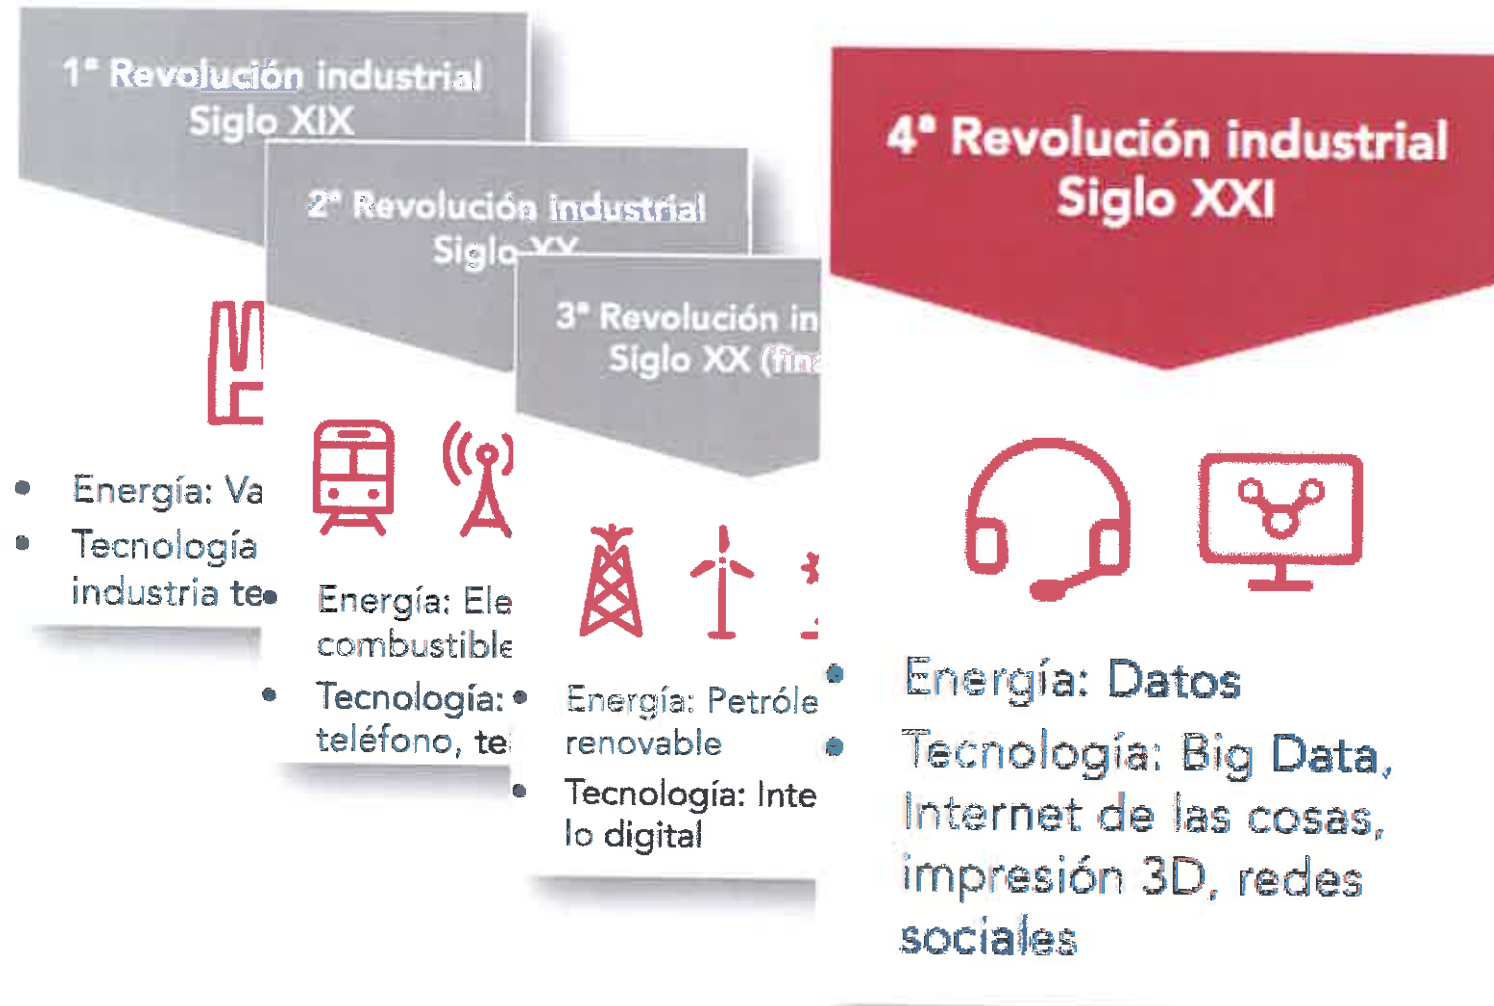 1ª Revolución industrial
Siglo XIX
• Energía: Va
• Tecnología
industria te
2ª Revolución industrial
Siglo XX
• Energía: Ele
combustible
• Tecnología:
teléfono, te
3ª Revolución in
Siglo XX (fina
• Energía: Petróle
renovable
• Tecnología: Inte
lo digital
4ª Revolución industrial
Siglo XXI
• Energía: Datos
• Tecnología: Big Data,
Internet de las cosas,
impresión 3D, redes
sociales